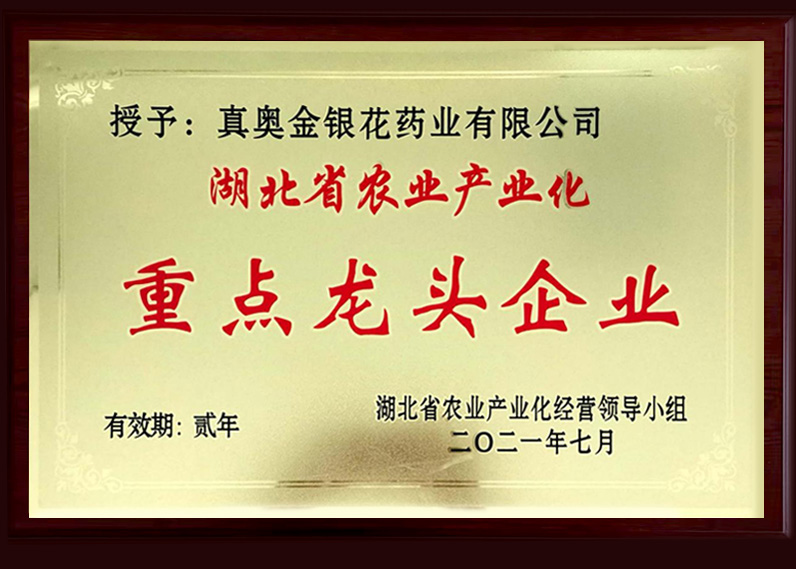 授予：真奥金银花药业有限公司
湖北省农业产业化
重点龙头企业
有效期：贰年
湖北省农业产业化经营领导小组
二〇二一年七月